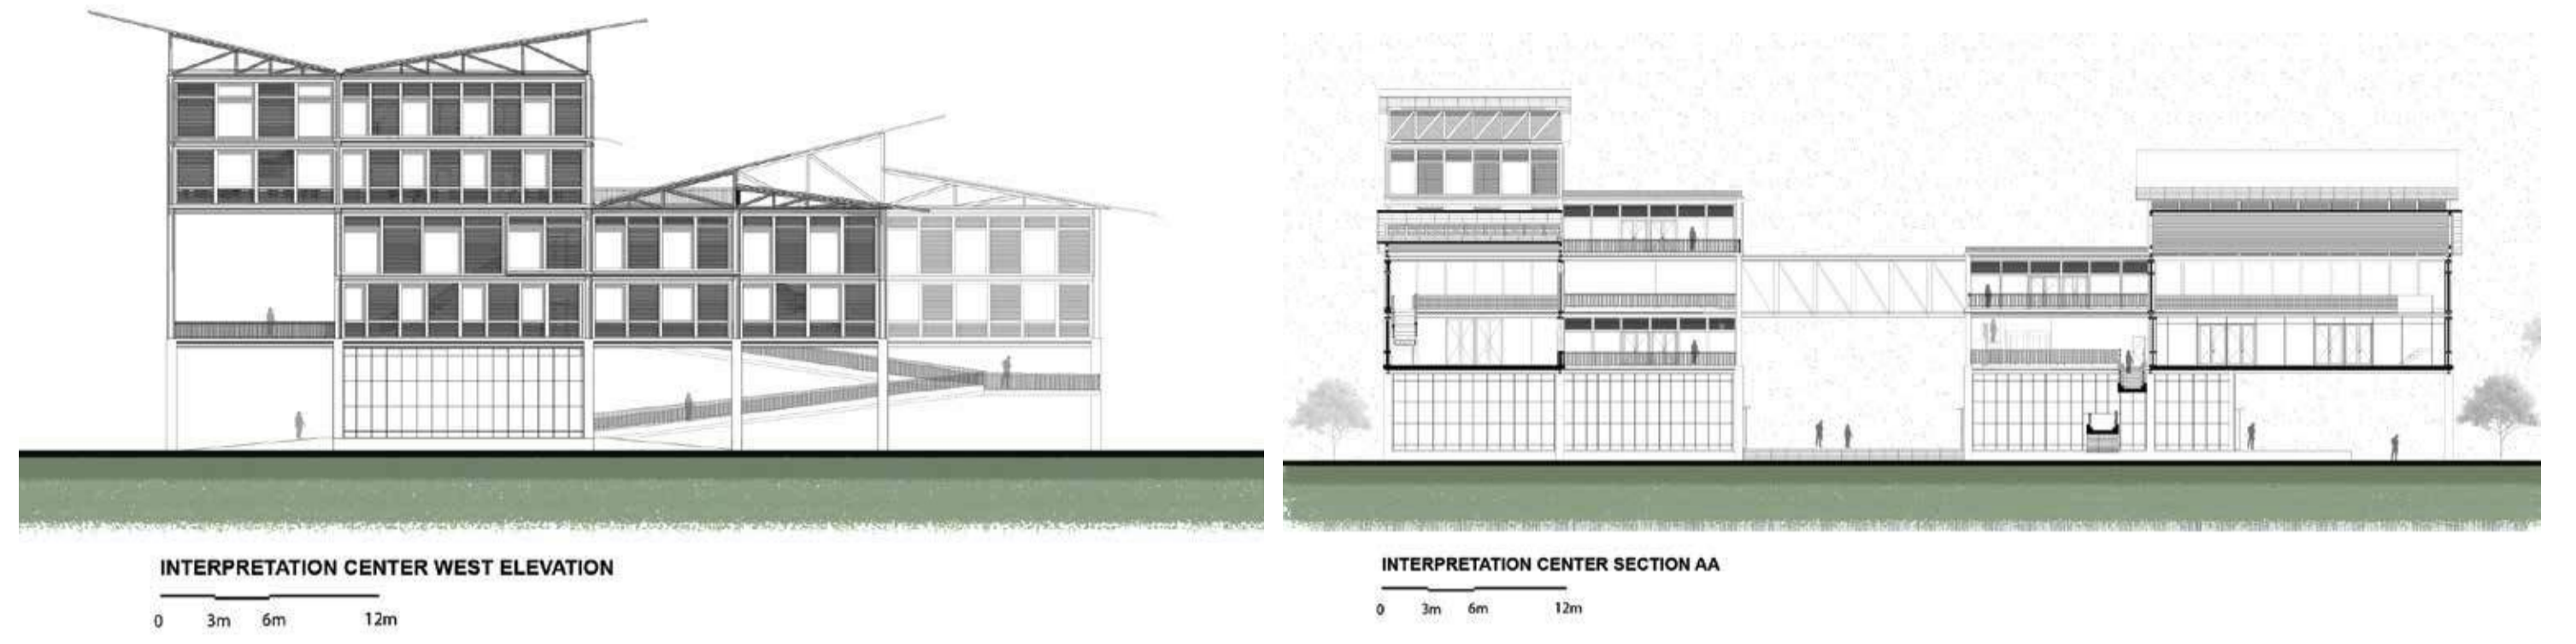 INTERPRETATION CENTER WEST ELEVATION
0 3m 6m 12m
INTERPRETATION CENTER SECTION AA
0 3m 6m 12m